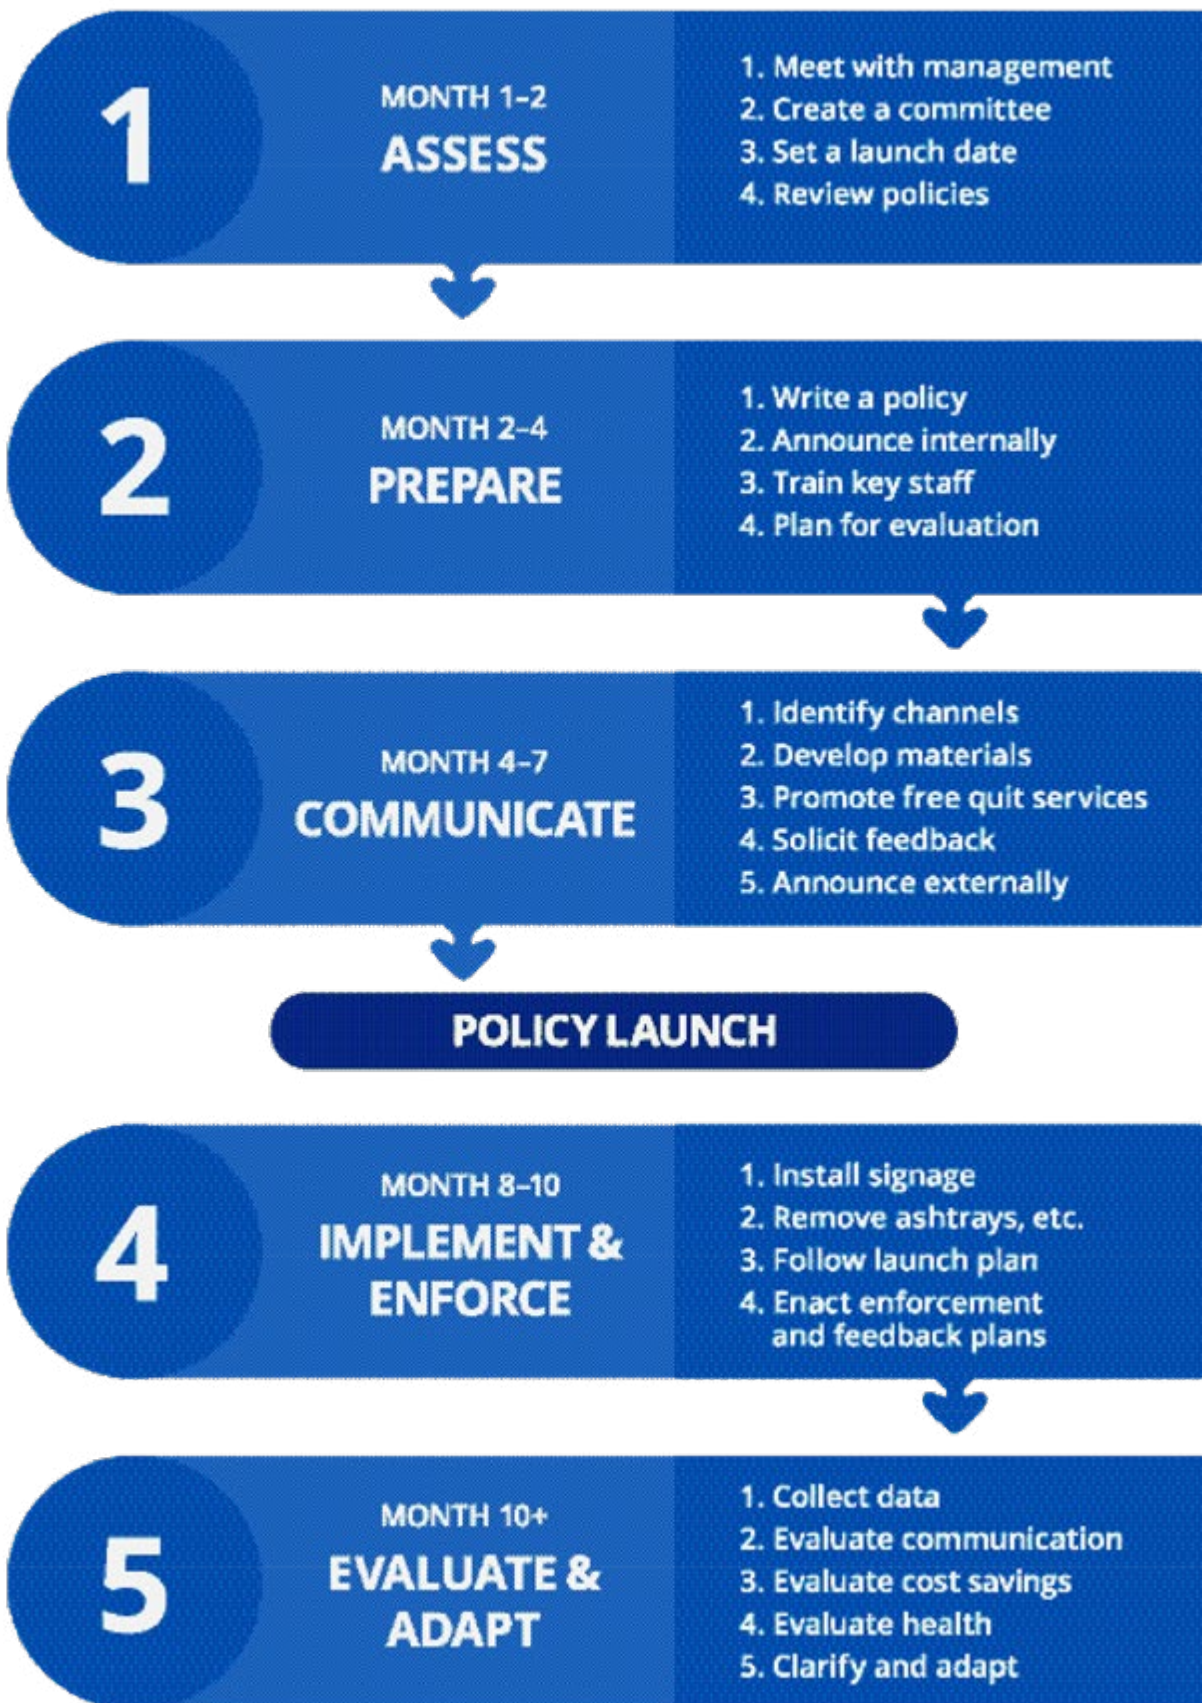 1
MONTH 1–2
ASSESS
1. Meet with management
2. Create a committee
3. Set a launch date
4. Review policies
2
MONTH 2–4
PREPARE
1. Write a policy
2. Announce internally
3. Train key staff
4. Plan for evaluation
3
MONTH 4–7
COMMUNICATE
1. Identify channels
2. Develop materials
3. Promote free quit services
4. Solicit feedback
5. Announce externally
POLICY LAUNCH
4
MONTH 8–10
IMPLEMENT &
ENFORCE
1. Install signage
2. Remove ashtrays, etc.
3. Follow launch plan
4. Enact enforcement
and feedback plans
5
MONTH 10+
EVALUATE &
ADAPT
1. Collect data
2. Evaluate communication
3. Evaluate cost savings
4. Evaluate health
5. Clarify and adapt